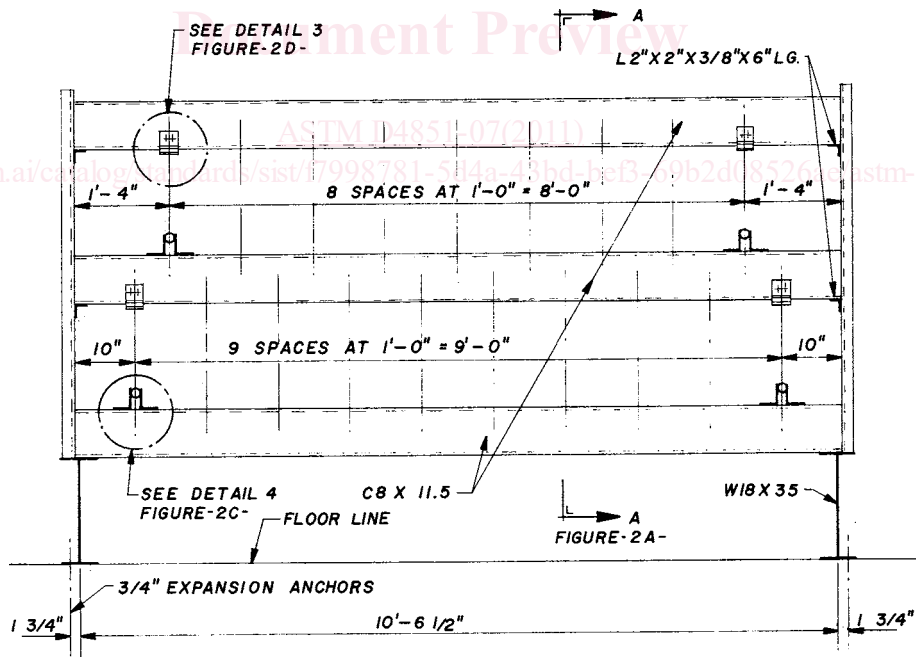 Document Preview
A
SEE DETAIL 3
FIGURE-2D-
L2"X2"X3/8"X6"LG.
ASTM D4851-07(2011)
1'-4"
8 SPACES AT 1'-0" = 8'-0"
1'-4"
10"
9 SPACES AT 1'-0" = 9'-0"
10"
SEE DETAIL 4
FIGURE-2C-
C8 X 11.5
W18X35
A
FIGURE-2A-
FLOOR LINE
3/4" EXPANSION ANCHORS
1 3/4"
10'-6 1/2"
1 3/4"